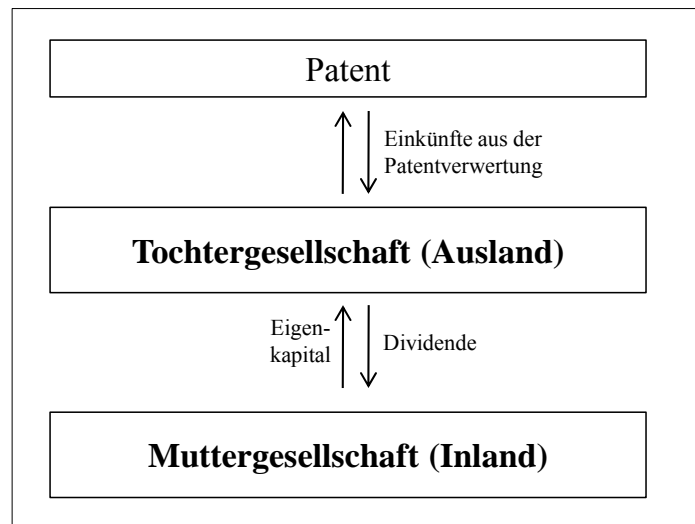 Patent
Einkünfte aus der
Patentverwertung
Tochtergesellschaft (Ausland)
Eigen-
kapital
Dividende
Muttergesellschaft (Inland)